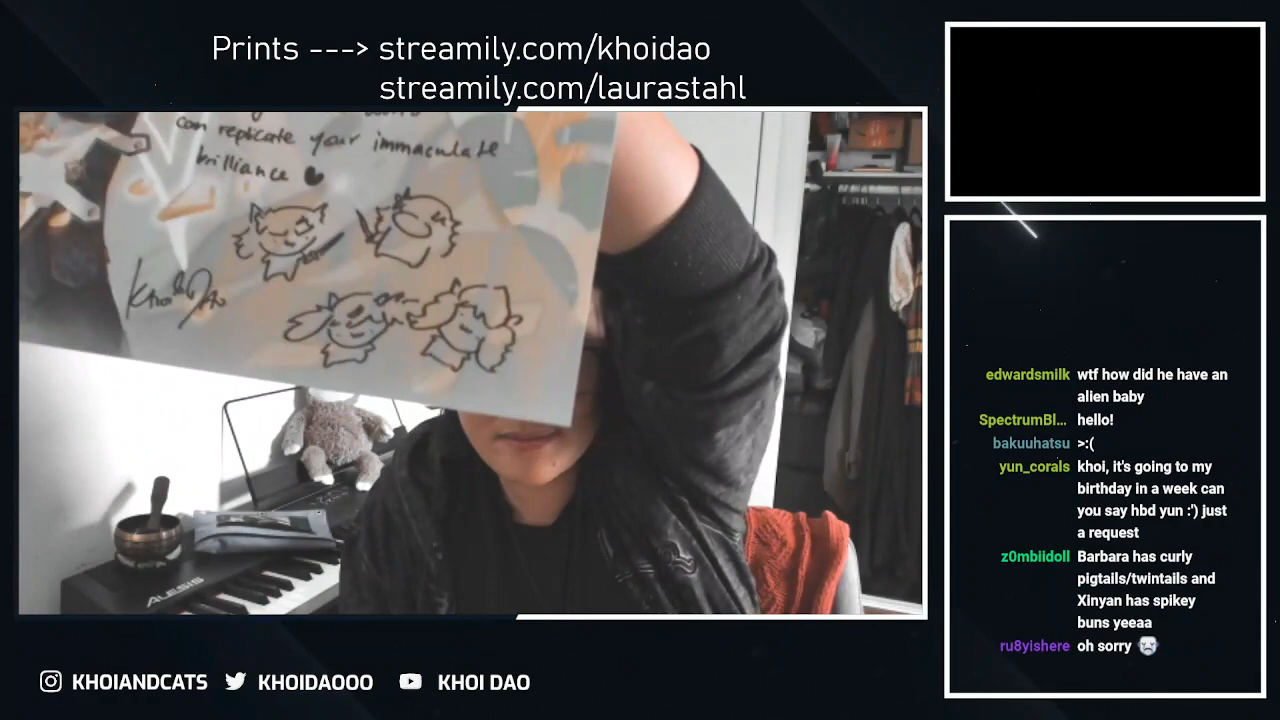 Prints ---> streamily.com/khoidao
streamily.com/laurastahl
can replicate your immaculate
brilliance
Khoi Dao
ALESIS
edwardsmilk wtf how did he have an
alien baby
SpectrumBl... hello!
bakuuhatsu >:(
yun_corals khoi, it's going to my
birthday in a week can
you say hbd yun :') just
a request
z0mbiidoll Barbara has curly
pigtails/twintails and
Xinyan has spikey
buns yeeaa
ru8yishere oh sorry
KHOIANDCATS KHOIDAOOO KHOI DAO